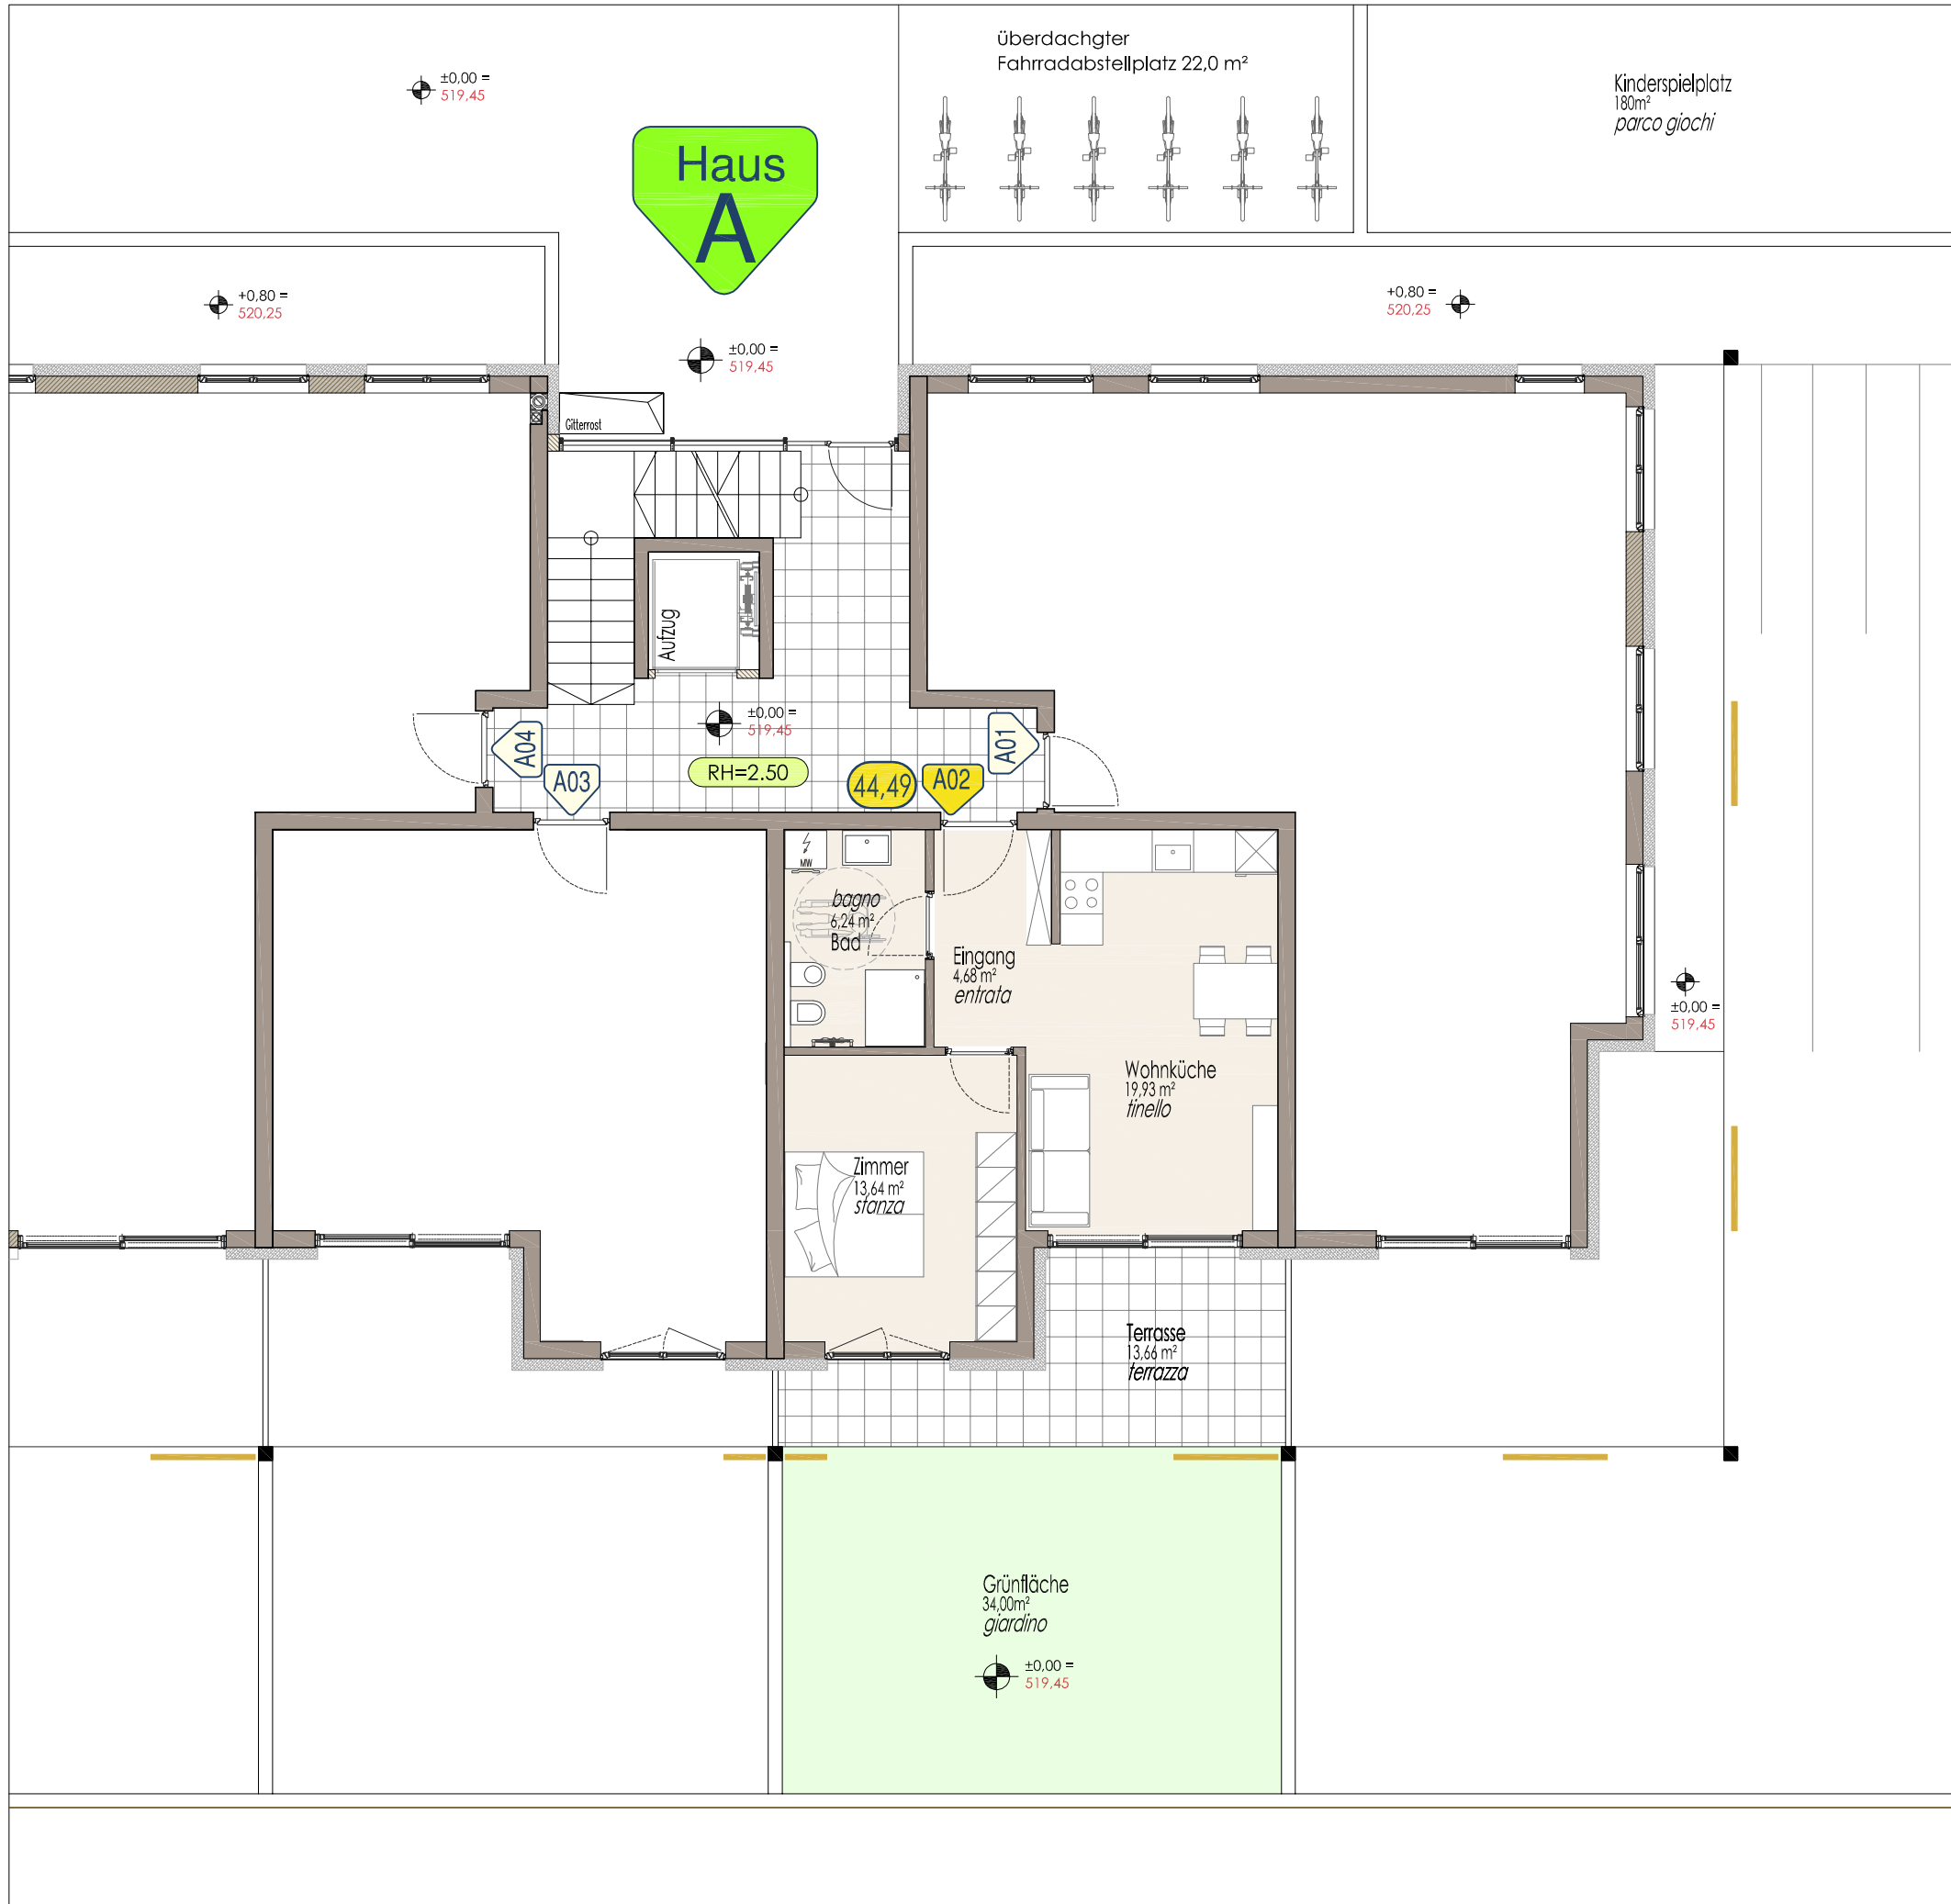 überdachgter
Fahrradabstellplatz 22,0 m²
±0,00 =
519,45
Kinderspielplatz
180m²
parco giochi
Haus
A
+0,80 =
520,25
+0,80 =
520,25
±0,00 =
519,45
Gitterrost
Aufzug
±0,00 =
519,45
A04
A03
RH=2.50
44,49
A02
A01
MW
bagno
6,24 m²
Bad
Eingang
4,68 m²
entrata
±0,00 =
519,45
Wohnküche
19,93 m²
tinello
Zimmer
13,64 m²
stanza
Terrasse
13,66 m²
terrazza
Grünfläche
34,00m²
giardino
±0,00 =
519,45